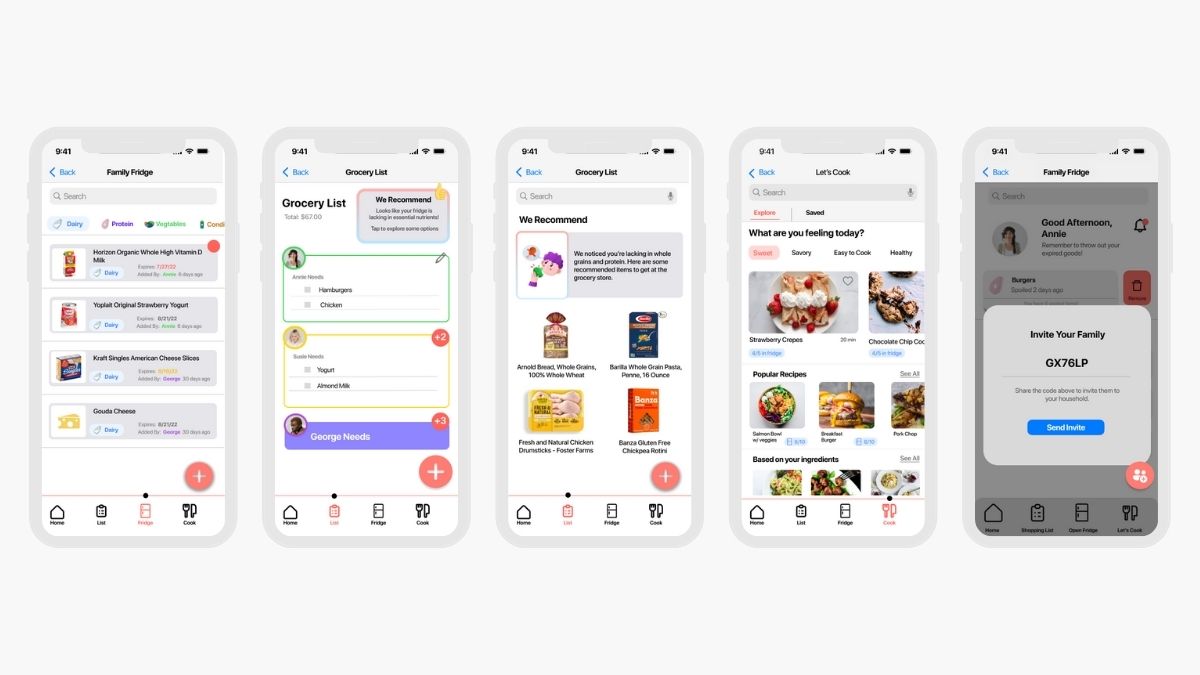 9:41
Back
Family Fridge
Search
Dairy
Protein
Vegtables
Condi
Horizon Organic Whole High Vitamin D
Milk
Expires: 7/27/22
Dairy
Added By: Annie 6 days ago
Yoplait Original Strawberry Yogurt
Expires: 8/21/22
Dairy
Added By: Annie 6 days ago
Kraft Singles American Cheese Slices
Expires: 8/10/22
Dairy
Added By: George 30 days ago
Gouda Cheese
Expires: 8/21/22
Dairy
Added By: George 30 days ago
Home
List
Fridge
Cook
9:41
Back
Grocery List
Grocery List
Total: $67.00
We Recommend
Looks like your fridge is
lacking in essential nutrients!
Tap to explore some options
Annie Needs
Hamburgers
Chicken
+2
Susie Needs
Yogurt
Almond Milk
+3
George Needs
Home
List
Fridge
Cook
9:41
Back
Grocery List
Search
We Recommend
We noticed you're lacking in whole
grains and protein. Here are some
recommended items to get at the
grocery store.
Barilla
Arnold Bread, Whole Grains,
100% Whole Wheat
Barilla Whole Grain Pasta,
Penne, 16 Ounce
FRESH &
NATURAL
Banza
Fresh and Natural Chicken
Drumsticks - Foster Farms
Banza Gluten Free
Chickpea Rotini
Home
List
Fridge
Cook
9:41
Back
Let's Cook
Search
Explore
Saved
What are you feeling today?
Sweet
Savory
Easy to Cook
Healthy
Strawberry Crepes
20 min
4/5 in fridge
Chocolate Chip Coo
4/5 in fridge
Popular Recipes
See All
Salmon Bowl
w/ veggies
9/10
Breakfast
Burger
8/10
Pork Chop
Based on your ingredients
See All
Home
List
Fridge
Cook
9:41
Back
Family Fridge
Search
Good Afternoon,
Annie
Remember to throw out your
expired goods!
Burgers
Spoiled 2 days ago
Remove
Invite Your Family
GX76LP
Share the code above to invite them
to your household.
Send Invite
Home
Shopping List
Open Fridge
Let's Cook